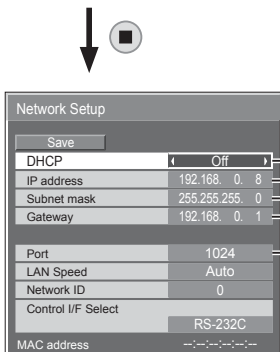 Network Setup
Save
DHCP Off
IP address 192.168. 0. 8
Subnet mask 255.255.255. 0
Gateway 192.168. 0. 1
Port 1024
LAN Speed Auto
Network ID 0
Control I/F Select
RS-232C
MAC address --:--:--:--:--:--